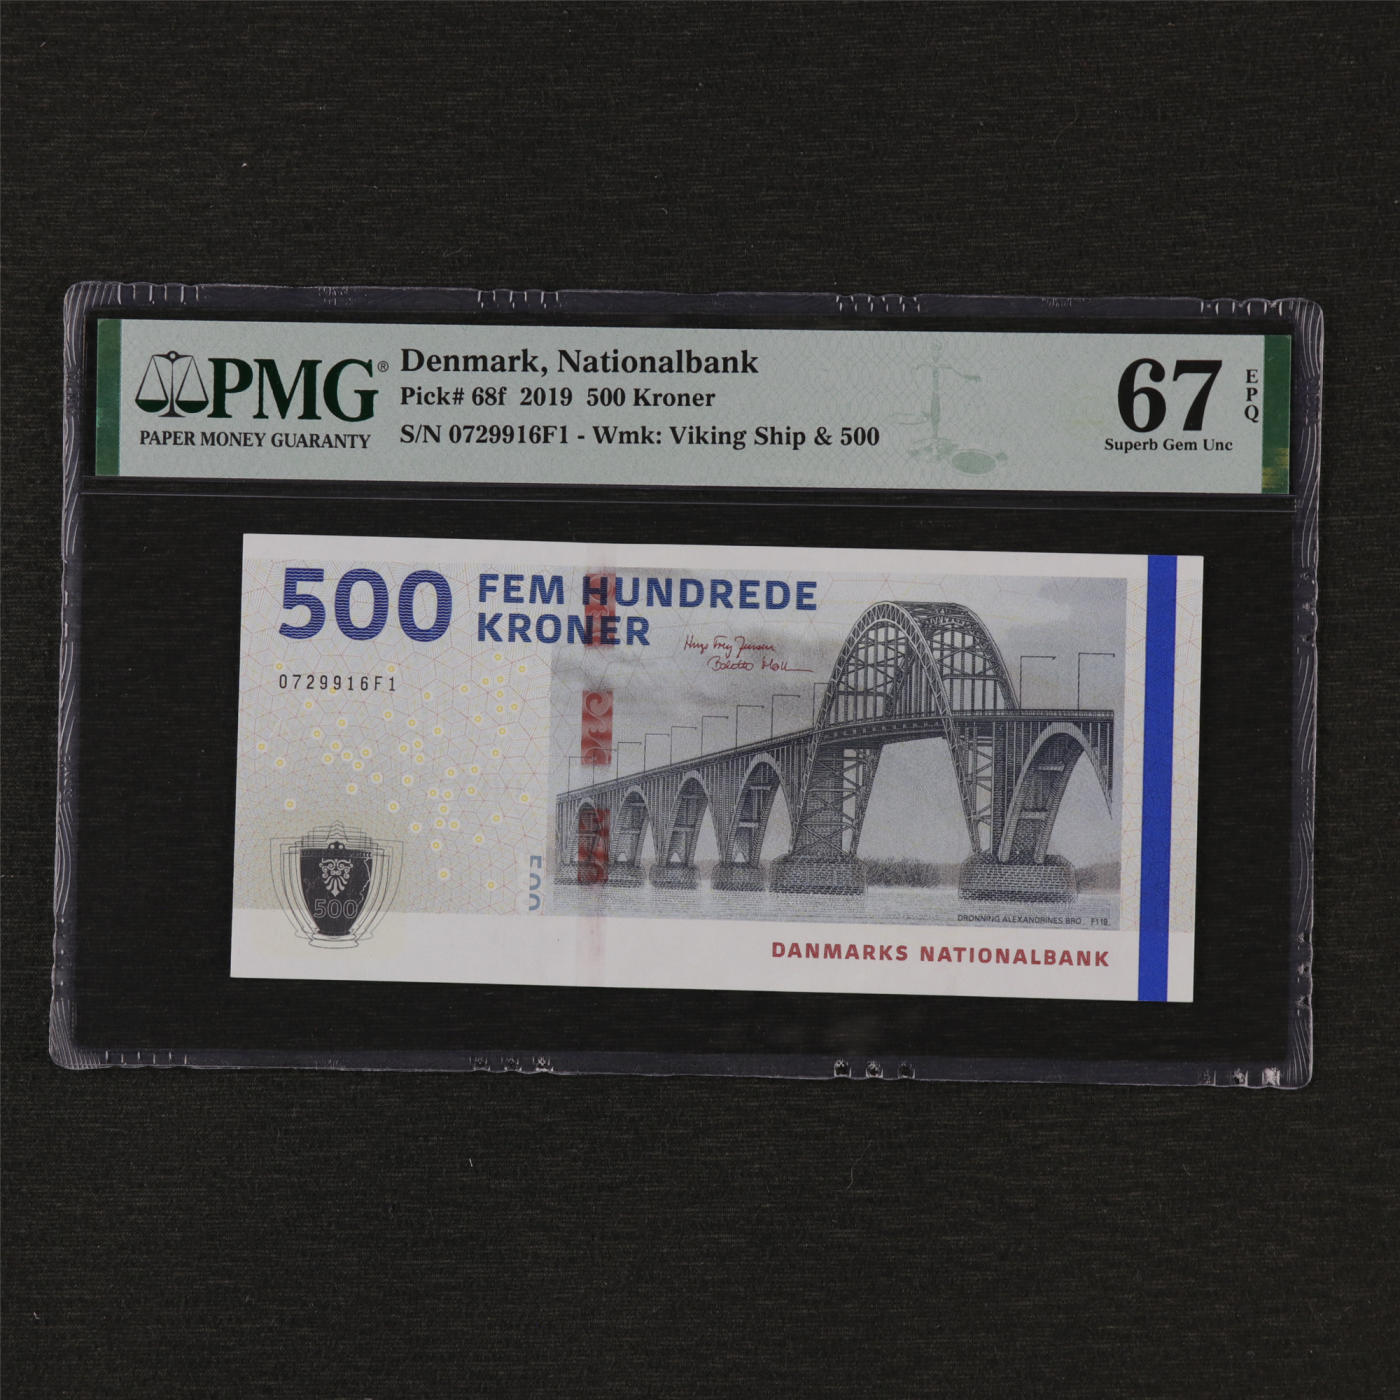 PMG®
PAPER MONEY GUARANTY
Denmark, Nationalbank
Pick# 68f 2019 500 Kroner
S/N 0729916F1 - Wmk: Viking Ship & 500
67
EPQ
Superb Gem Unc
500
FEM HUNDREDE
KRONER
0729916F1
500
DRONNING ALEXANDRINES BRO
DANMARKS NATIONALBANK